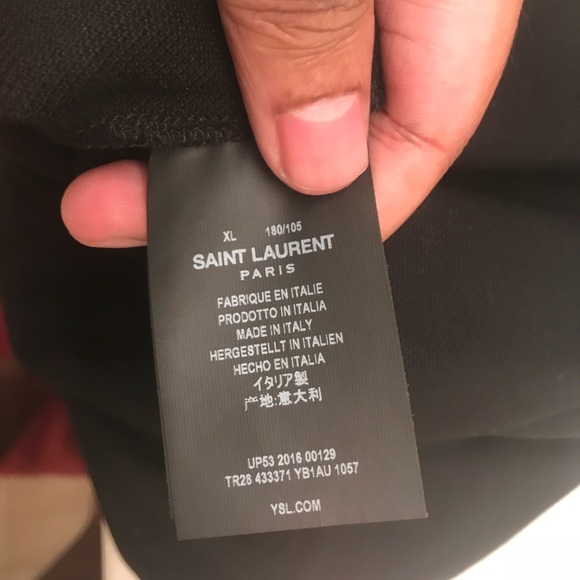 XL 180/105
SAINT LAURENT
PARIS
FABRIQUE EN ITALIE
PRODOTTO IN ITALIA
MADE IN ITALY
HERGESTELLT IN ITALIEN
HECHO EN ITALIA
イタリア製
产地:意大利
UP53 2016 00129
TR28 433371 YB1AU 1057
YSL.COM